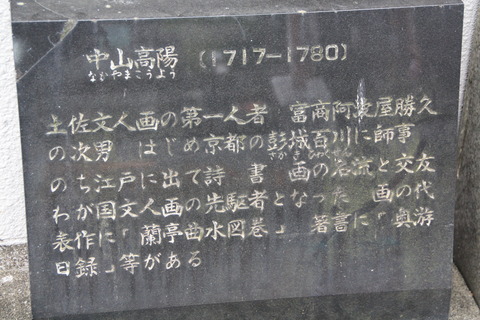 中山高陽 (1717-1780)
なかやまこうよう
土佐文人画の第一人者 富商阿波屋勝久
の次男 はじめ京都の彭城百川に師事
さかきひゃくせん
のち江戸に出て詩書画の名流と交友
わが国文人画の先駆者となった 画の代
表作に「蘭亭曲水図巻」 著書に「奥游
日録」等がある